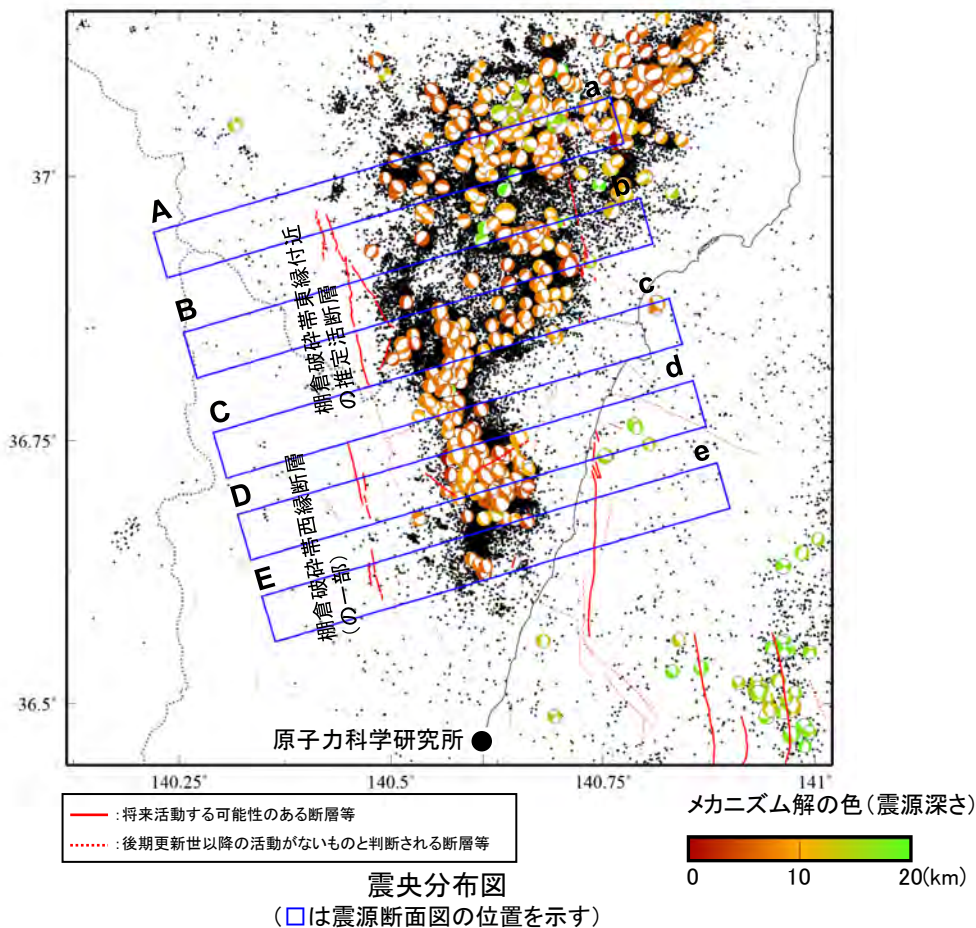 a
37°
A
b
棚倉破砕帯東縁付近
の推定活断層
B
c
C
d
36.75°
e
D
棚倉破砕帯西縁断層
(の一部)
E
36.5°
原子力科学研究所
140.25°
140.5°
140.75°
141°
:将来活動する可能性のある断層等
:後期更新世以降の活動がないものと判断される断層等
メカニズム解の色(震源深さ)
0
10
20(km)
震央分布図
(□は震源断面図の位置を示す)